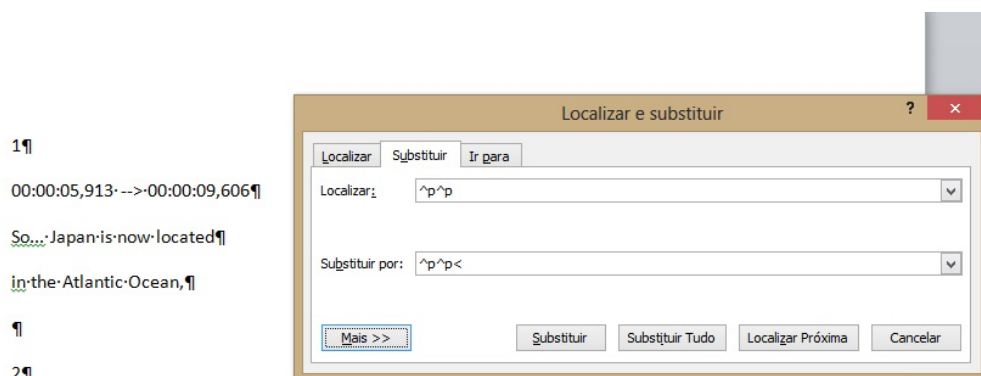 Localizar e substituir
? ×
Localizar Substituir Ir para
Localizar: ^p^p
Substituir por: ^p^p<
Mais >> Substituir Substituir Tudo Localizar Próxima Cancelar
1¶
00:00:05,913·-->·00:00:09,606¶
So...·Japan·is·now·located¶
in·the·Atlantic·Ocean,¶
¶
2¶